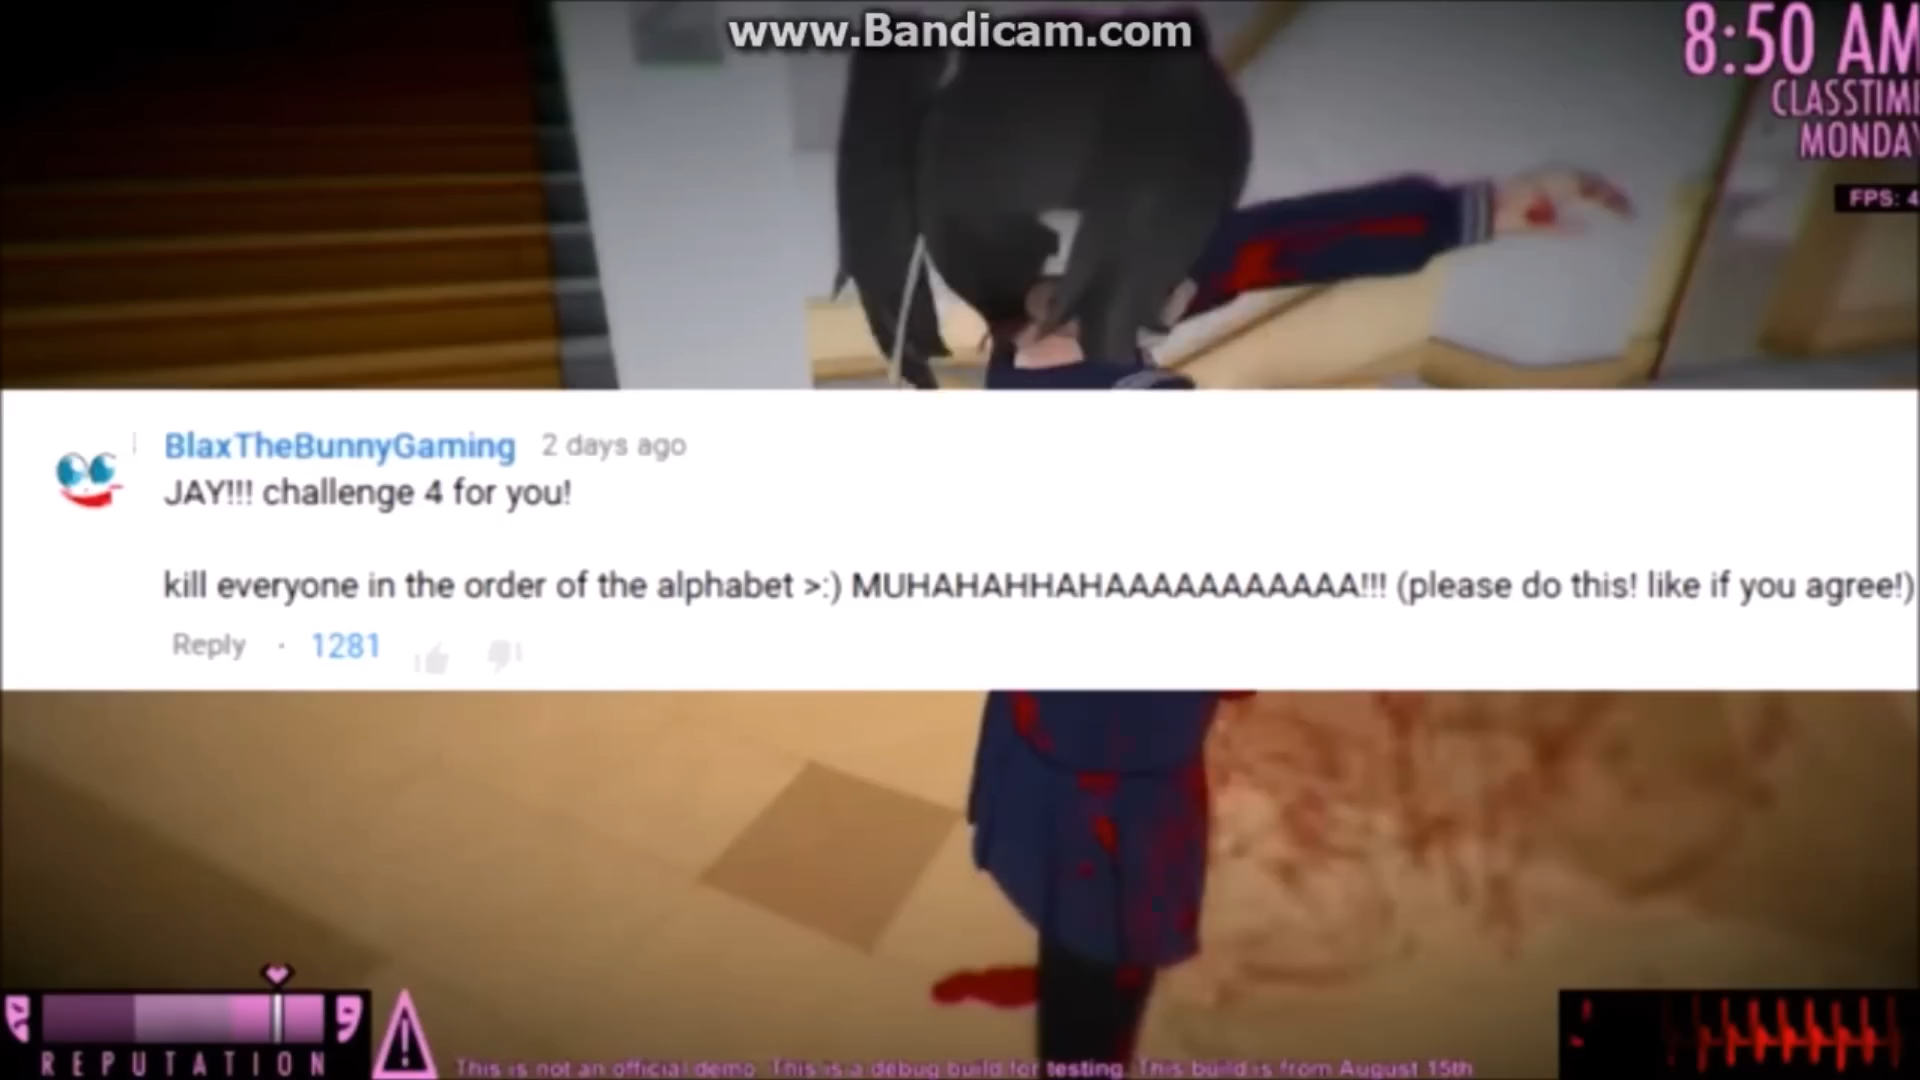 www.Bandicam.com
8:50 AM
CLASSTIM
MONDAY
FPS: 4
BlaxTheBunnyGaming 2 days ago
JAY!!! challenge 4 for you!
kill everyone in the order of the alphabet >:) MUHAHAHHAHAAAAAAAAAAA!!! (please do this! like if you agree!)
Reply · 1281
REPUTATION
This is not an official demo. This is a debug build for testing. This build is from August 15th